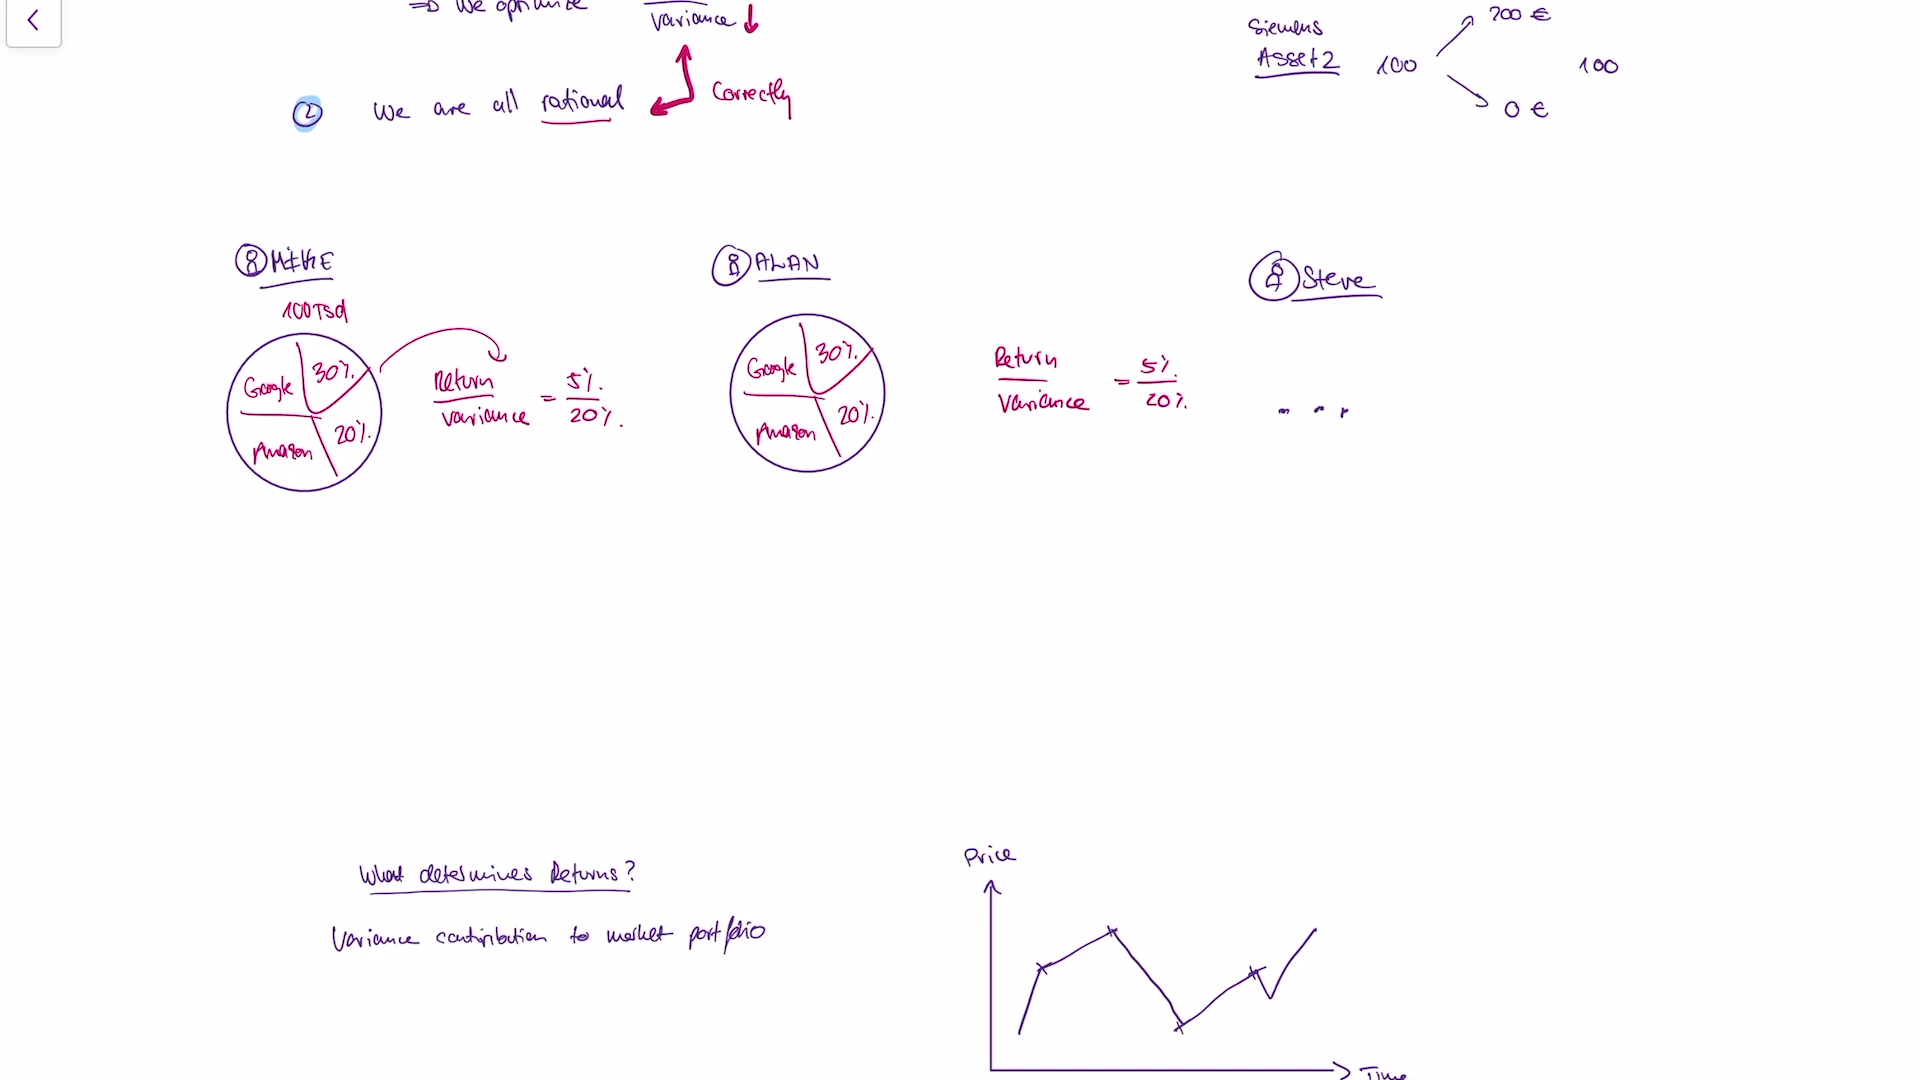 => We optimize
Variance ↓
② We are all rational
Correctly
Siemens
Asset 2 100
200 €
0 €
100
MIKE
100Tsd
Google 30%
Amazon 20%
Return
Variance
= 5%
20%.
ALAN
Google 30%.
Amazon 20%.
Return
Variance
= 5%.
20%.
Steve
...
What determines Returns?
Variance contribution to market portfolio
Price
Time